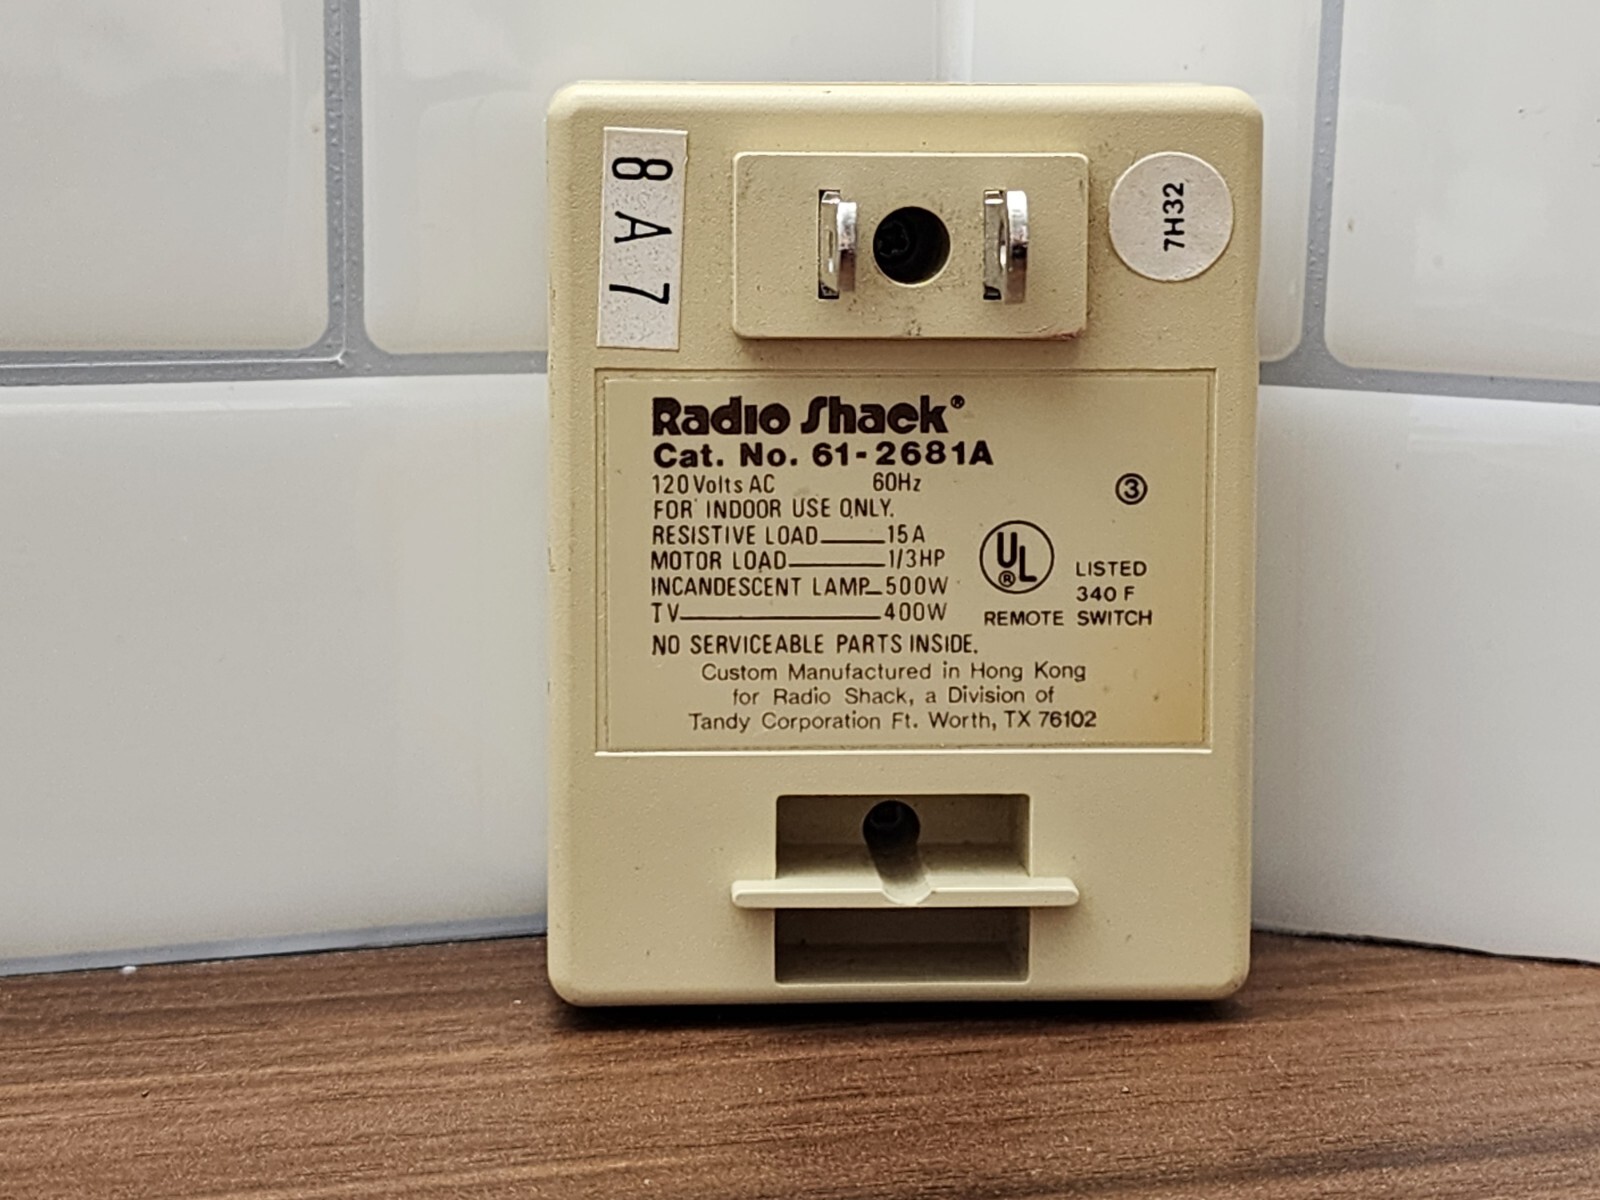 8A7
7H32
Radio Shack®
Cat. No. 61-2681A
120 Volts AC 60Hz
③
FOR INDOOR USE ONLY.
RESISTIVE LOAD 15A
MOTOR LOAD 1/3HP
INCANDESCENT LAMP 500W
TV 400W
UL® LISTED
340 F
REMOTE SWITCH
NO SERVICEABLE PARTS INSIDE.
Custom Manufactured in Hong Kong
for Radio Shack, a Division of
Tandy Corporation Ft. Worth, TX 76102